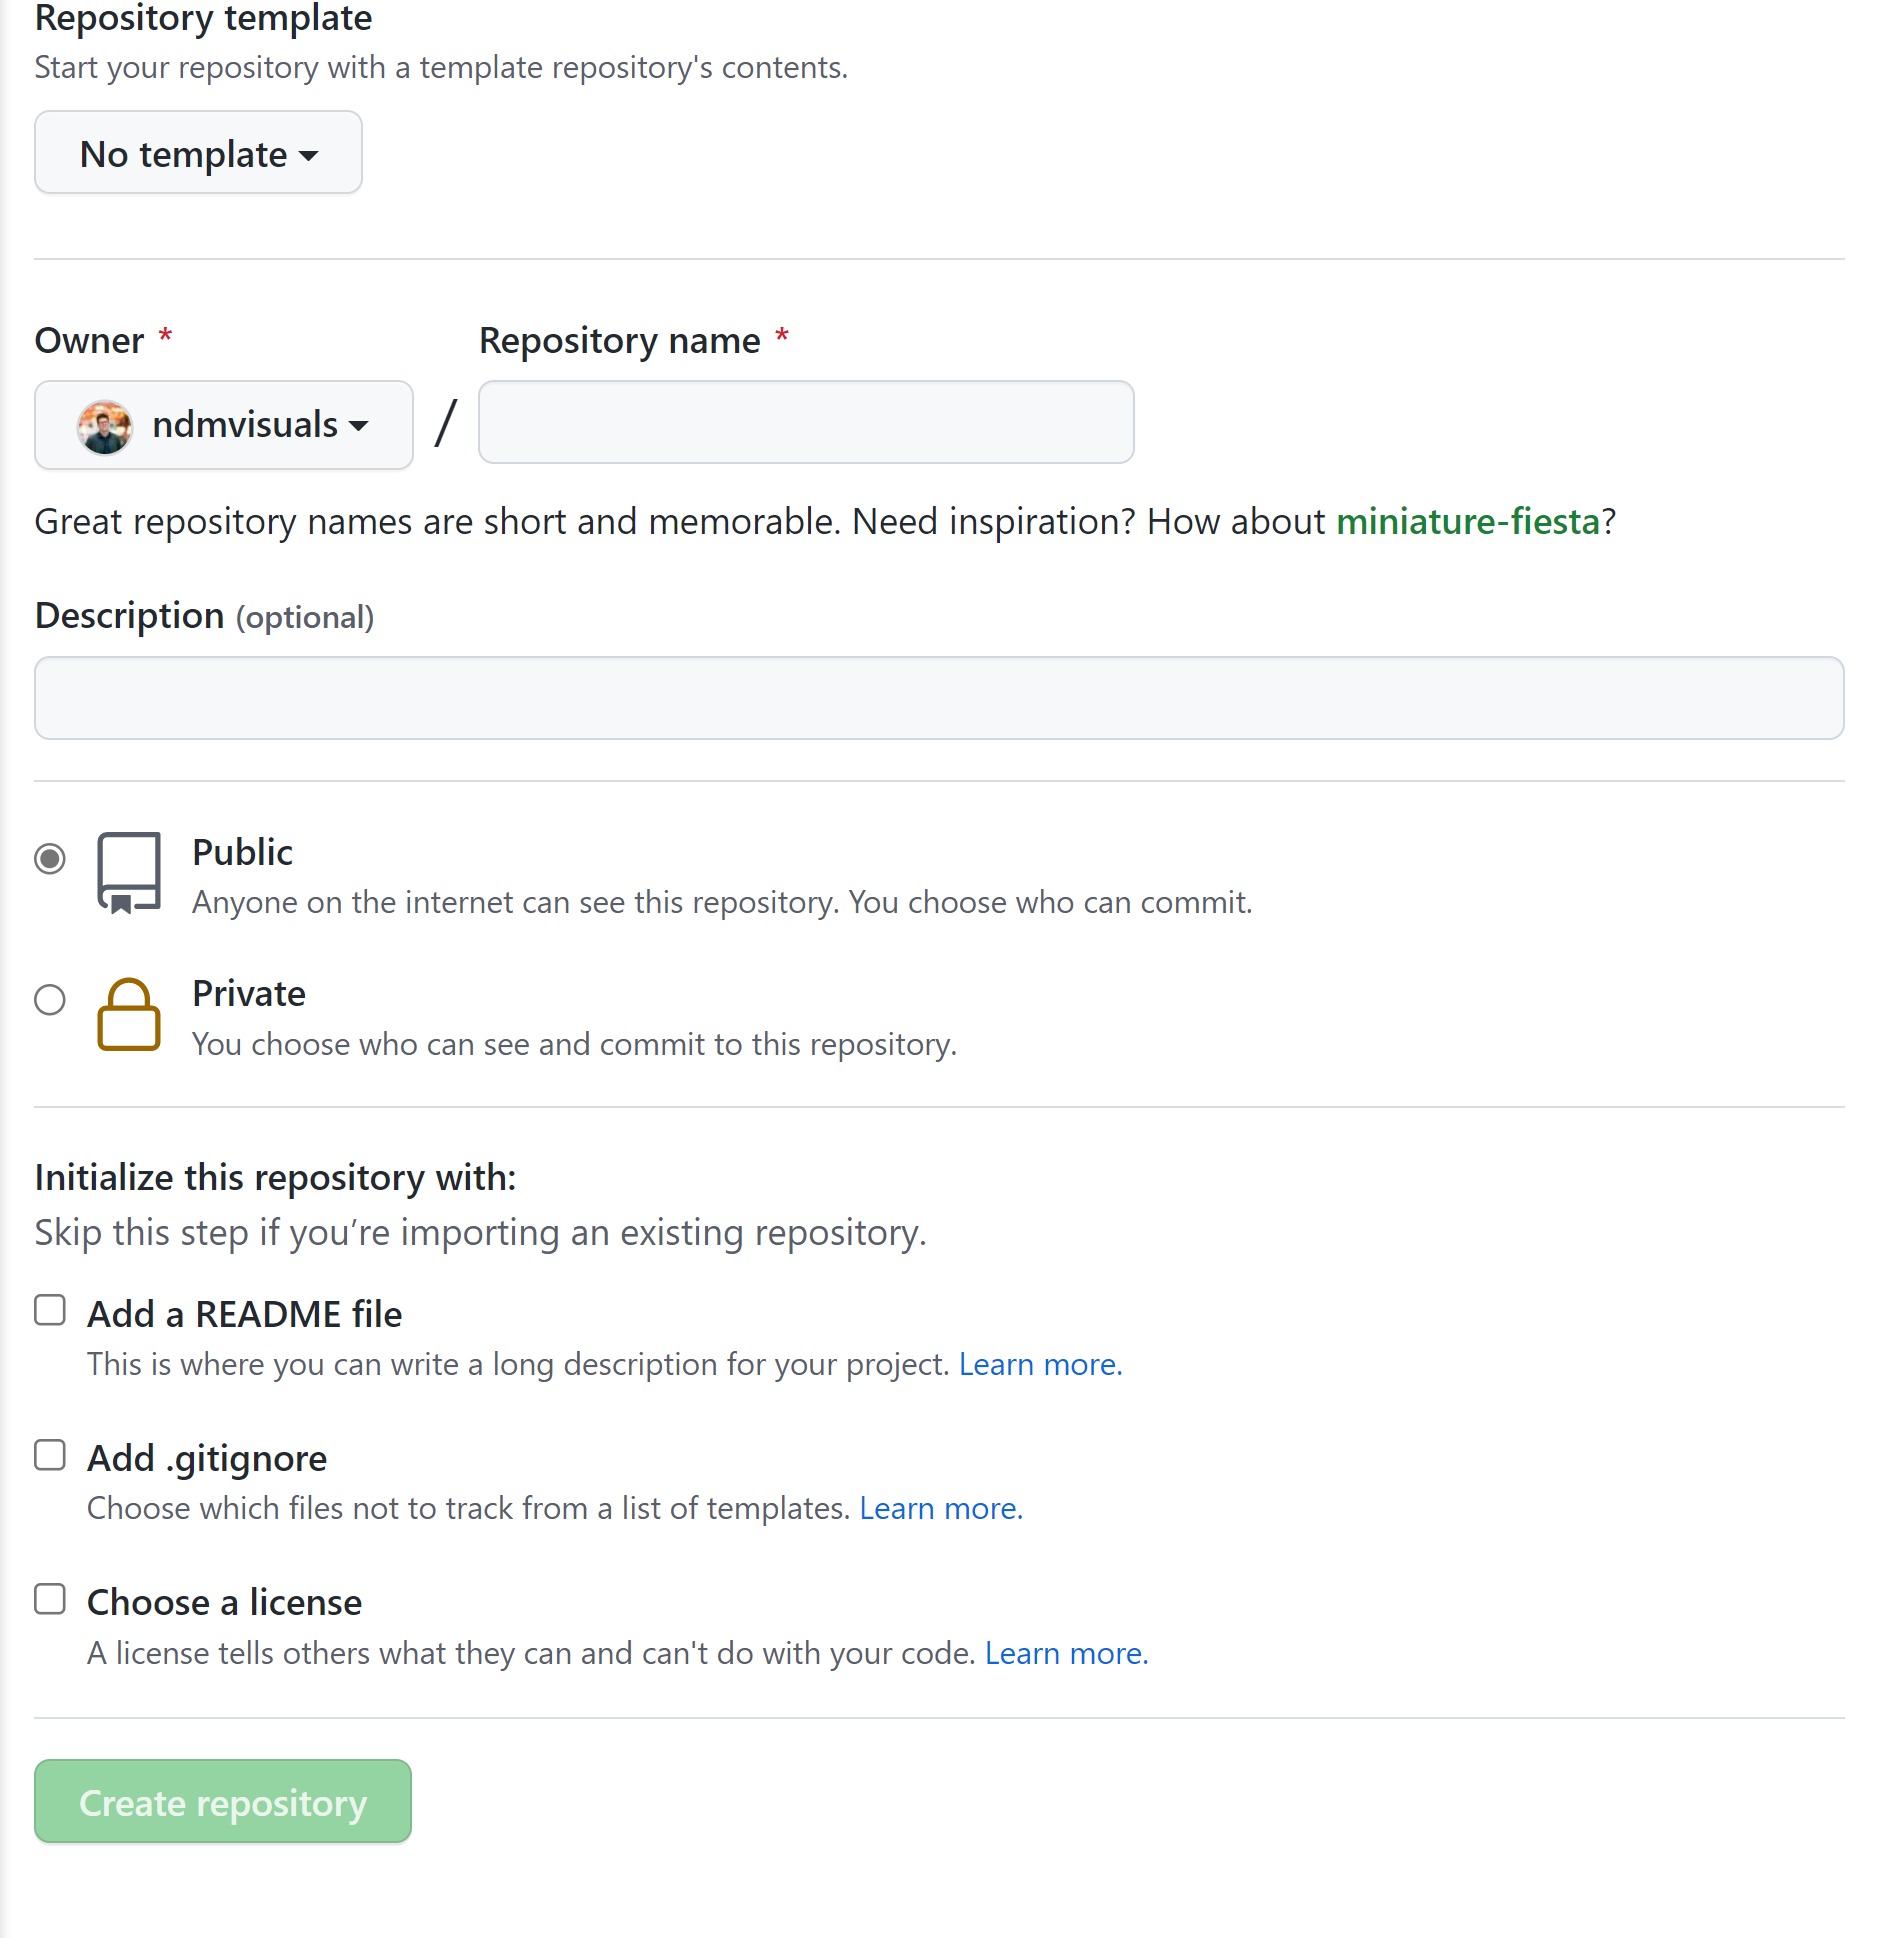 Repository template
Start your repository with a template repository's contents.
No template
Owner * Repository name *
ndmvisuals /
Great repository names are short and memorable. Need inspiration? How about miniature-fiesta?
Description (optional)
Public
Anyone on the internet can see this repository. You choose who can commit.
Private
You choose who can see and commit to this repository.
Initialize this repository with:
Skip this step if you’re importing an existing repository.
Add a README file
This is where you can write a long description for your project. Learn more.
Add .gitignore
Choose which files not to track from a list of templates. Learn more.
Choose a license
A license tells others what they can and can't do with your code. Learn more.
Create repository